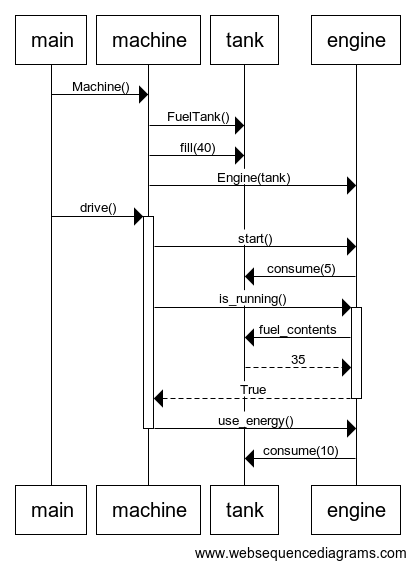 main machine tank engine
Machine()
FuelTank()
fill(40)
Engine(tank)
drive()
start()
consume(5)
is_running()
fuel_contents
35
True
use_energy()
consume(10)
main machine tank engine
www.websequencediagrams.com